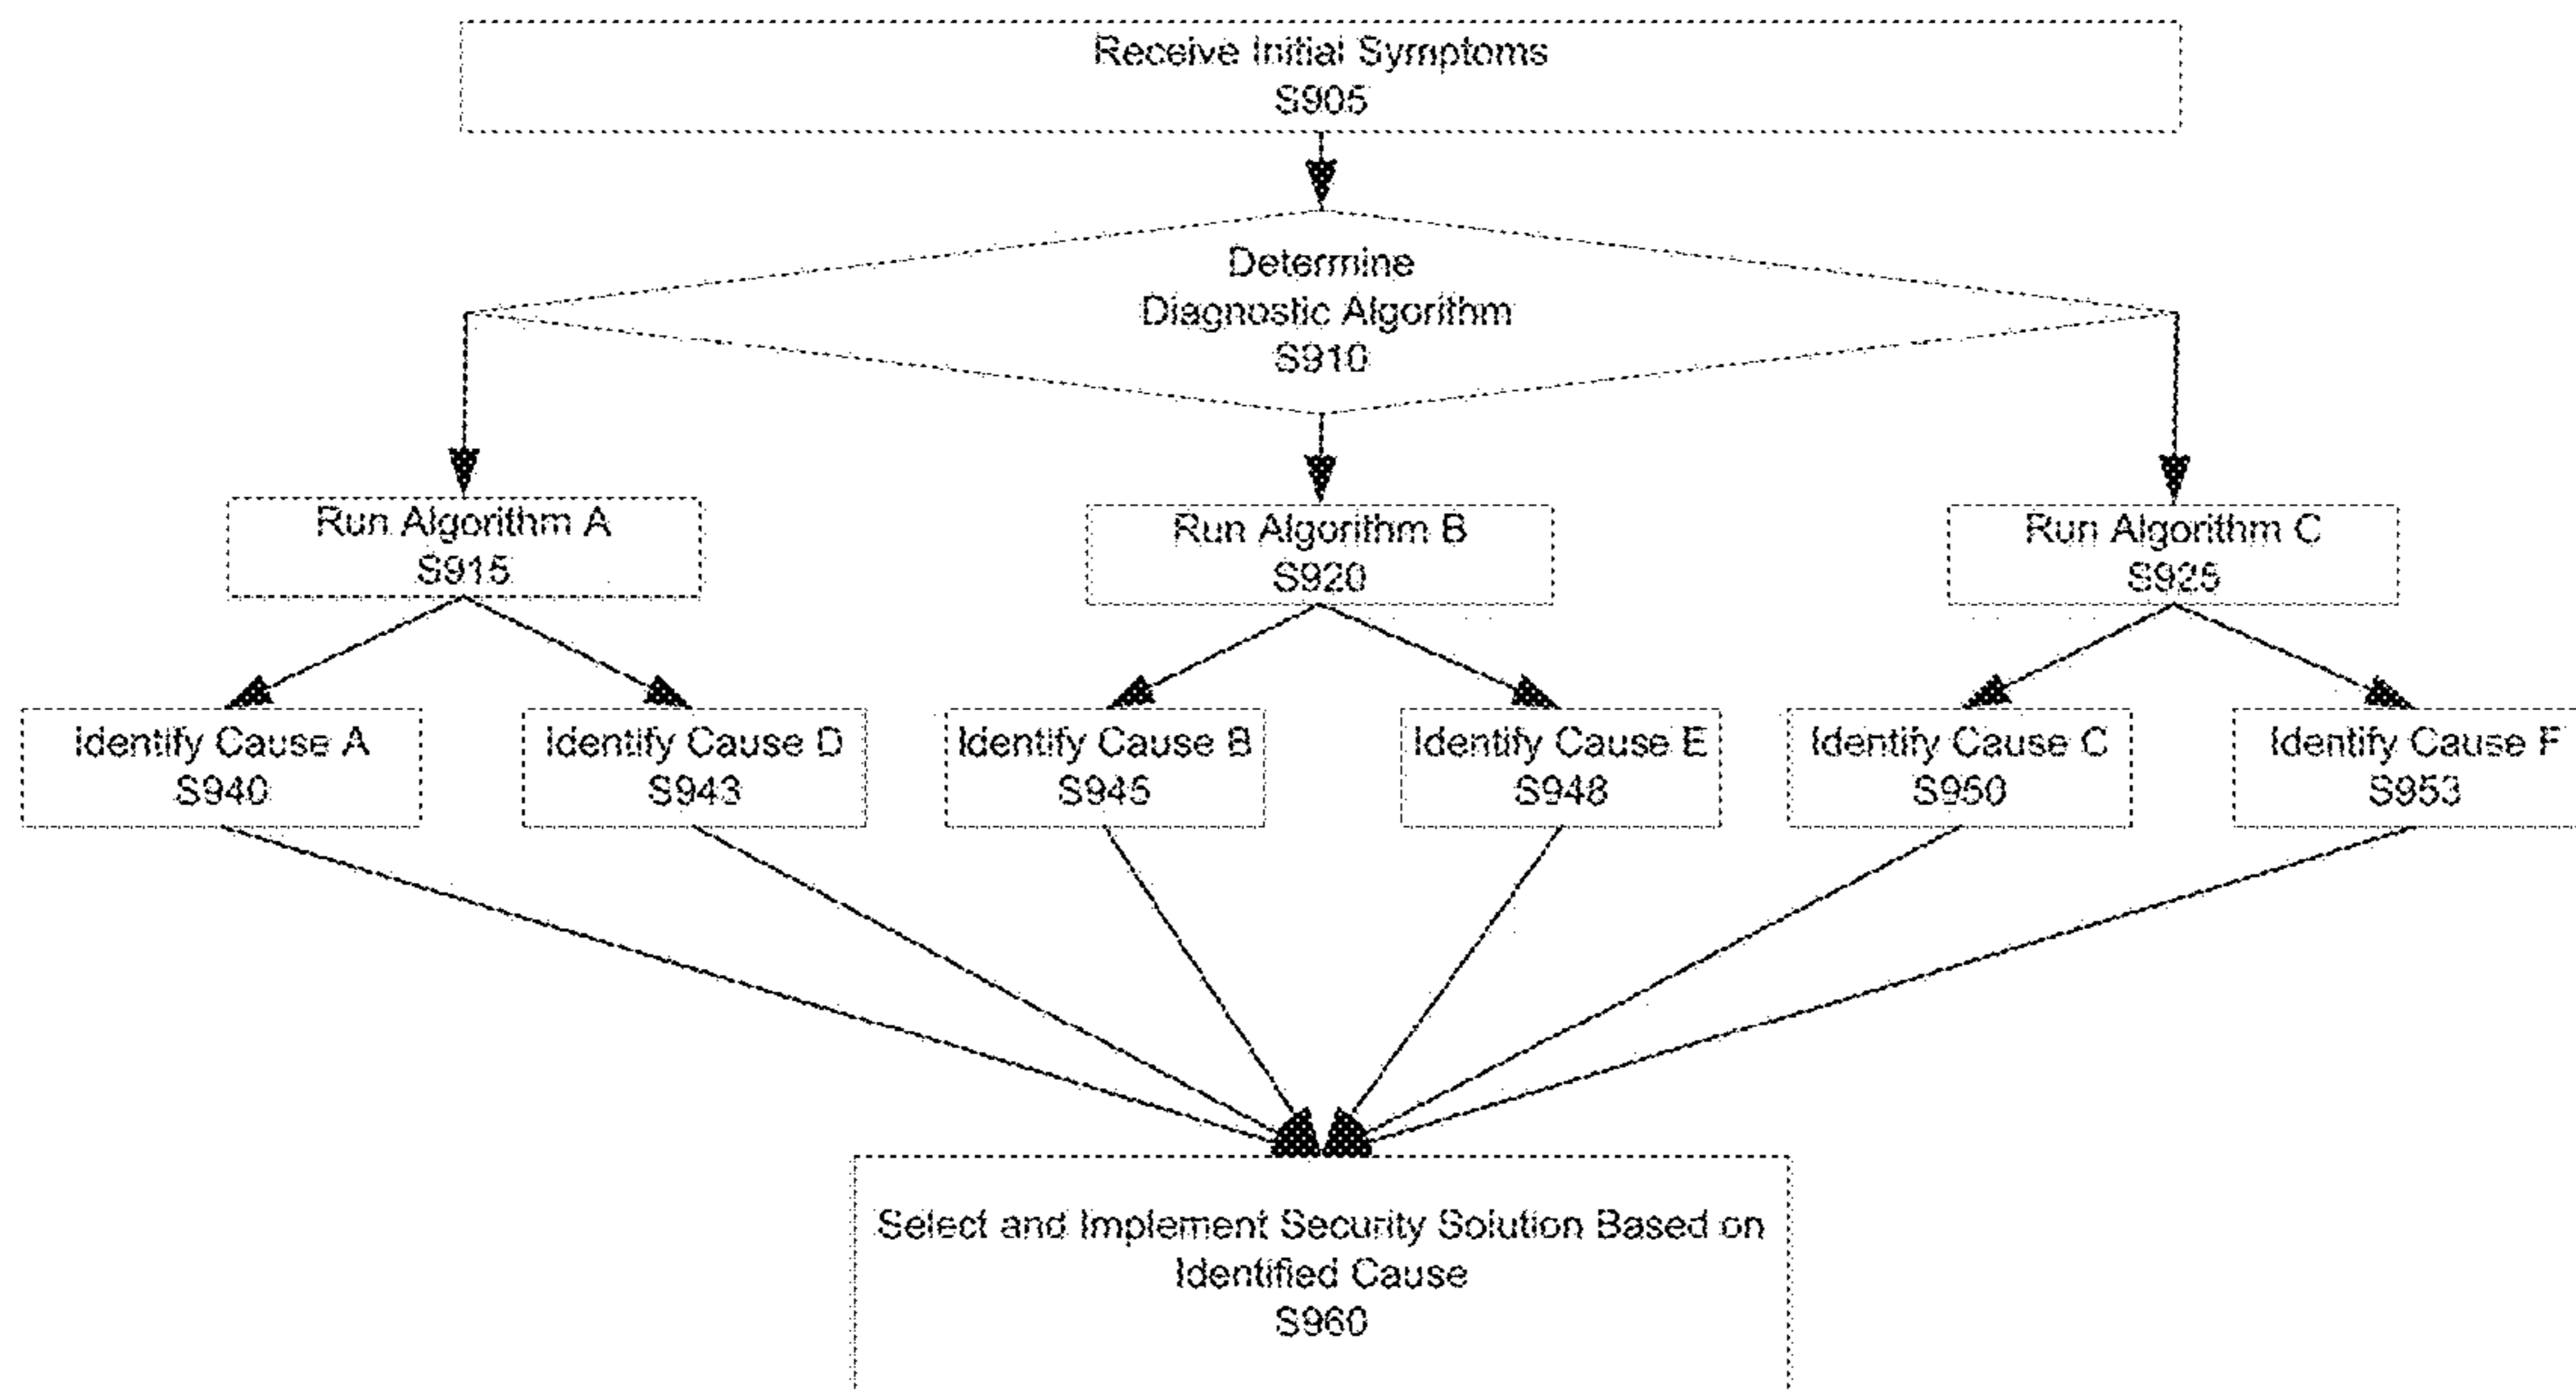 Receive Initial Symptoms
S905
Determine
Diagnostic Algorithm
S910
Run Algorithm A
S915
Run Algorithm B
S920
Run Algorithm C
S925
Identify Cause A
S940
Identify Cause D
S943
Identify Cause B
S945
Identify Cause E
S948
Identify Cause C
S950
Identify Cause F
S953
Select and Implement Security Solution Based on
Identified Cause
S960